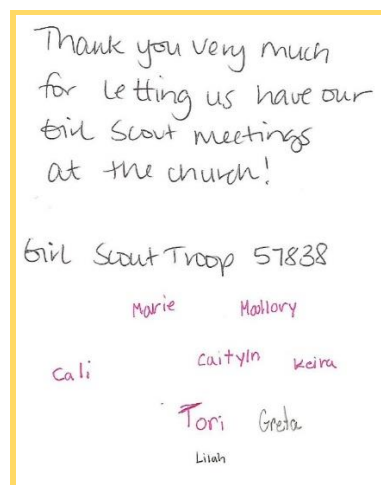 Thank you very much
for letting us have our
Girl Scout meetings
at the church!
Girl Scout Troop 57838
Marie Mallory
Cali Caityln Keira
Tori Greta
Lilah